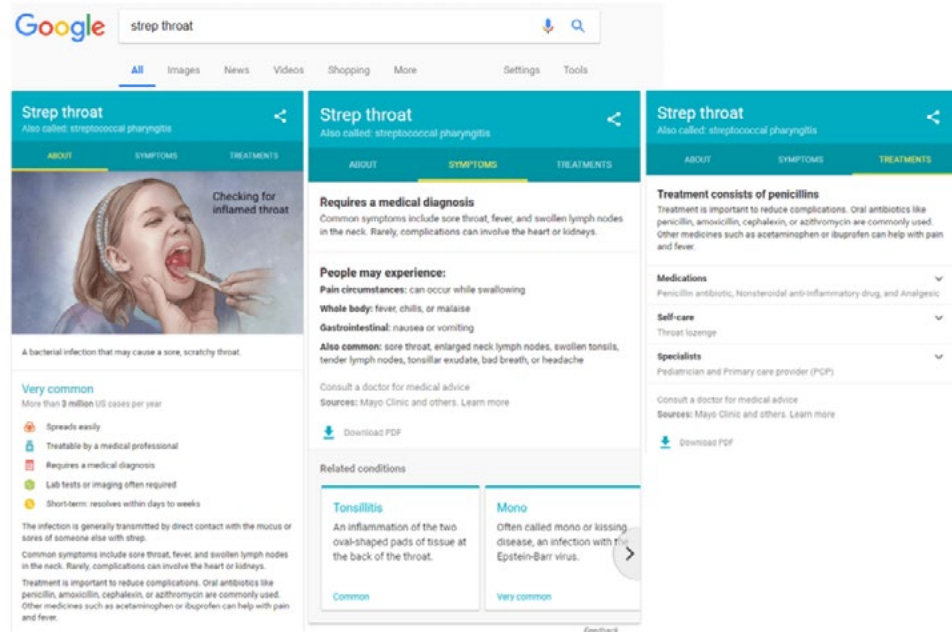 Google
strep throat
All Images News Videos Shopping More Settings Tools
Strep throat
Also called: streptococcal pharyngitis
ABOUT SYMPTOMS TREATMENTS
Checking for
inflamed throat
A bacterial infection that may cause a sore, scratchy throat.
Very common
More than 3 million US cases per year
Spreads easily
Treatable by a medical professional
Requires a medical diagnosis
Lab tests or imaging often required
Short-term: resolves within days to weeks
The infection is generally transmitted by direct contact with the mucus or
sores of someone else with strep.
Common symptoms include sore throat, fever, and swollen lymph nodes
in the neck. Rarely, complications can involve the heart or kidneys.
Treatment is important to reduce complications. Oral antibiotics like
penicillin, amoxicillin, cephalexin, or azithromycin are commonly used.
Other medicines such as acetaminophen or ibuprofen can help with pain
and fever.
Strep throat
Also called: streptococcal pharyngitis
ABOUT SYMPTOMS TREATMENTS
Requires a medical diagnosis
Common symptoms include sore throat, fever, and swollen lymph nodes
in the neck. Rarely, complications can involve the heart or kidneys.
People may experience:
Pain circumstances: can occur while swallowing
Whole body: fever, chills, or malaise
Gastrointestinal: nausea or vomiting
Also common: sore throat, enlarged neck lymph nodes, swollen tonsils,
tender lymph nodes, tonsillar exudate, bad breath, or headache
Consult a doctor for medical advice
Sources: Mayo Clinic and others. Learn more
Download PDF
Related conditions
Tonsillitis
An inflammation of the two
oval-shaped pads of tissue at
the back of the throat.
Common
Mono
Often called mono or kissing
disease, an infection with the
Epstein-Barr virus.
Very common
Feedback
Strep throat
Also called: streptococcal pharyngitis
ABOUT SYMPTOMS TREATMENTS
Treatment consists of penicillins
Treatment is important to reduce complications. Oral antibiotics like
penicillin, amoxicillin, cephalexin, or azithromycin are commonly used.
Other medicines such as acetaminophen or ibuprofen can help with pain
and fever.
Medications
Penicillin antibiotic, Nonsteroidal anti-inflammatory drug, and Analgesic
Self-care
Throat lozenge
Specialists
Pediatrician and Primary care provider (PCP)
Consult a doctor for medical advice
Sources: Mayo Clinic and others. Learn more
Download PDF